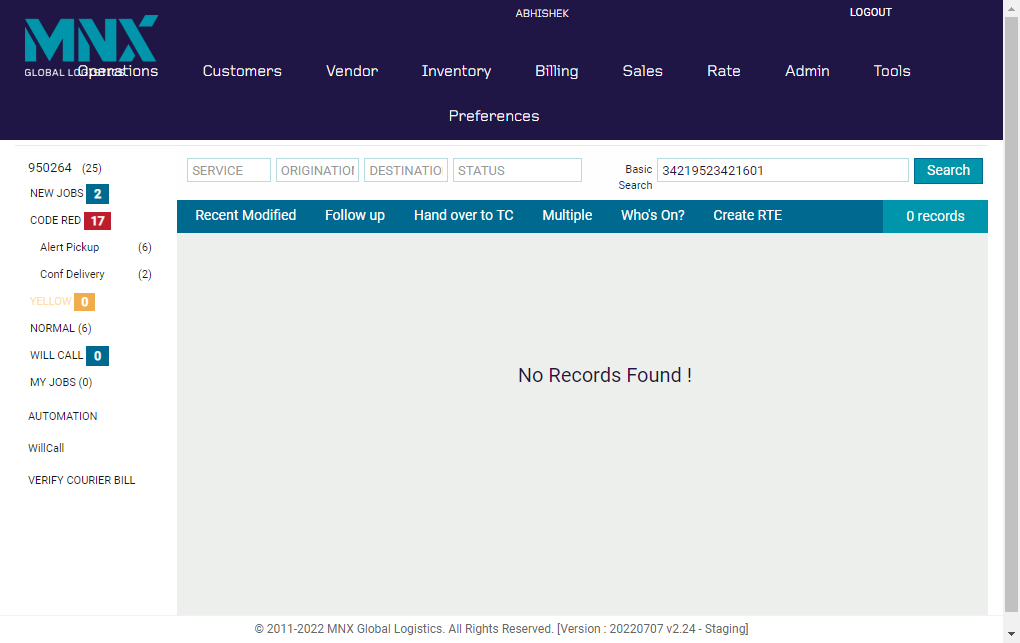 ABHISHEK
LOGOUT
MNX
GLOBAL LOGISTICS
Operations Customers Vendor Inventory Billing Sales Rate Admin Tools
Preferences
950264 (25)
NEW JOBS 2
CODE RED 17
Alert Pickup (6)
Conf Delivery (2)
YELLOW 0
NORMAL (6)
WILL CALL 0
MY JOBS (0)
AUTOMATION
WillCall
VERIFY COURIER BILL
SERVICE ORIGINATION DESTINATION STATUS
Basic Search 34219523421601 Search
Recent Modified Follow up Hand over to TC Multiple Who's On? Create RTE 0 records
No Records Found !
© 2011-2022 MNX Global Logistics. All Rights Reserved. [Version : 20220707 v2.24 - Staging]